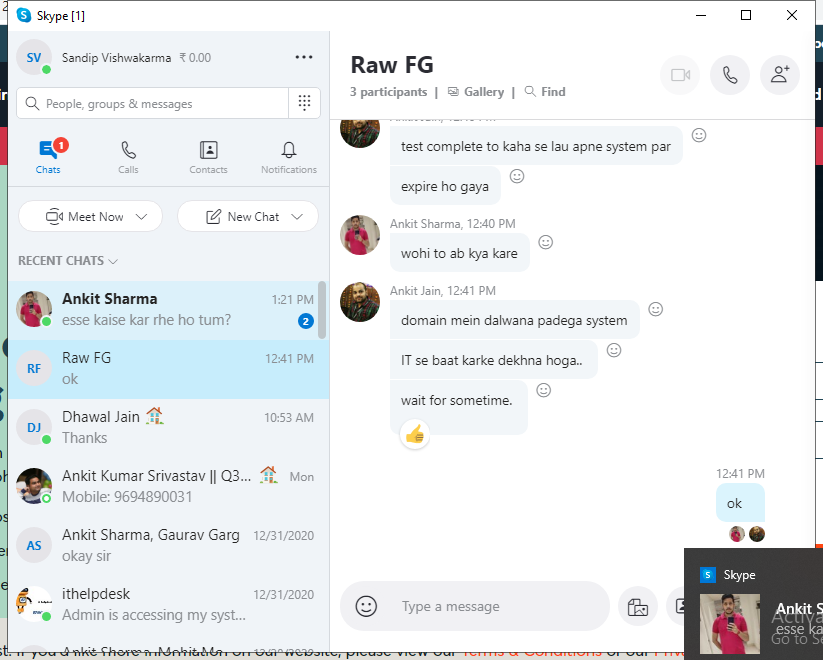 Skype [1]
SV
Sandip Vishwakarma ₹ 0.00
People, groups & messages
Chats
1
Calls
Contacts
Notifications
Meet Now
New Chat
RECENT CHATS
Ankit Sharma
1:21 PM
esse kaise kar rhe ho tum?
2
RF
Raw FG
12:41 PM
ok
DJ
Dhawal Jain
10:53 AM
Thanks
Ankit Kumar Srivastav || Q3...
Mon
Mobile: 9694890031
AS
Ankit Sharma, Gaurav Garg
12/31/2020
okay sir
ithelpdesk
12/31/2020
Admin is accessing my syst...
Raw FG
3 participants | Gallery | Find
test complete to kaha se lau apne system par
expire ho gaya
Ankit Sharma, 12:40 PM
wohi to ab kya kare
Ankit Jain, 12:41 PM
domain mein dalwana padega system
IT se baat karke dekhna hoga..
wait for sometime.
12:41 PM
ok
Type a message
Skype
Ankit S
esse ka
Go to Se